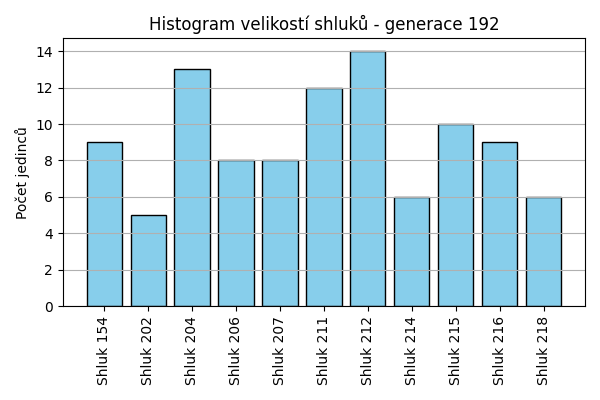 Histogram velikostí shluků - generace 192
Počet jedinců
14
12
10
8
6
4
2
0
Shluk 154
Shluk 202
Shluk 204
Shluk 206
Shluk 207
Shluk 211
Shluk 212
Shluk 214
Shluk 215
Shluk 216
Shluk 218